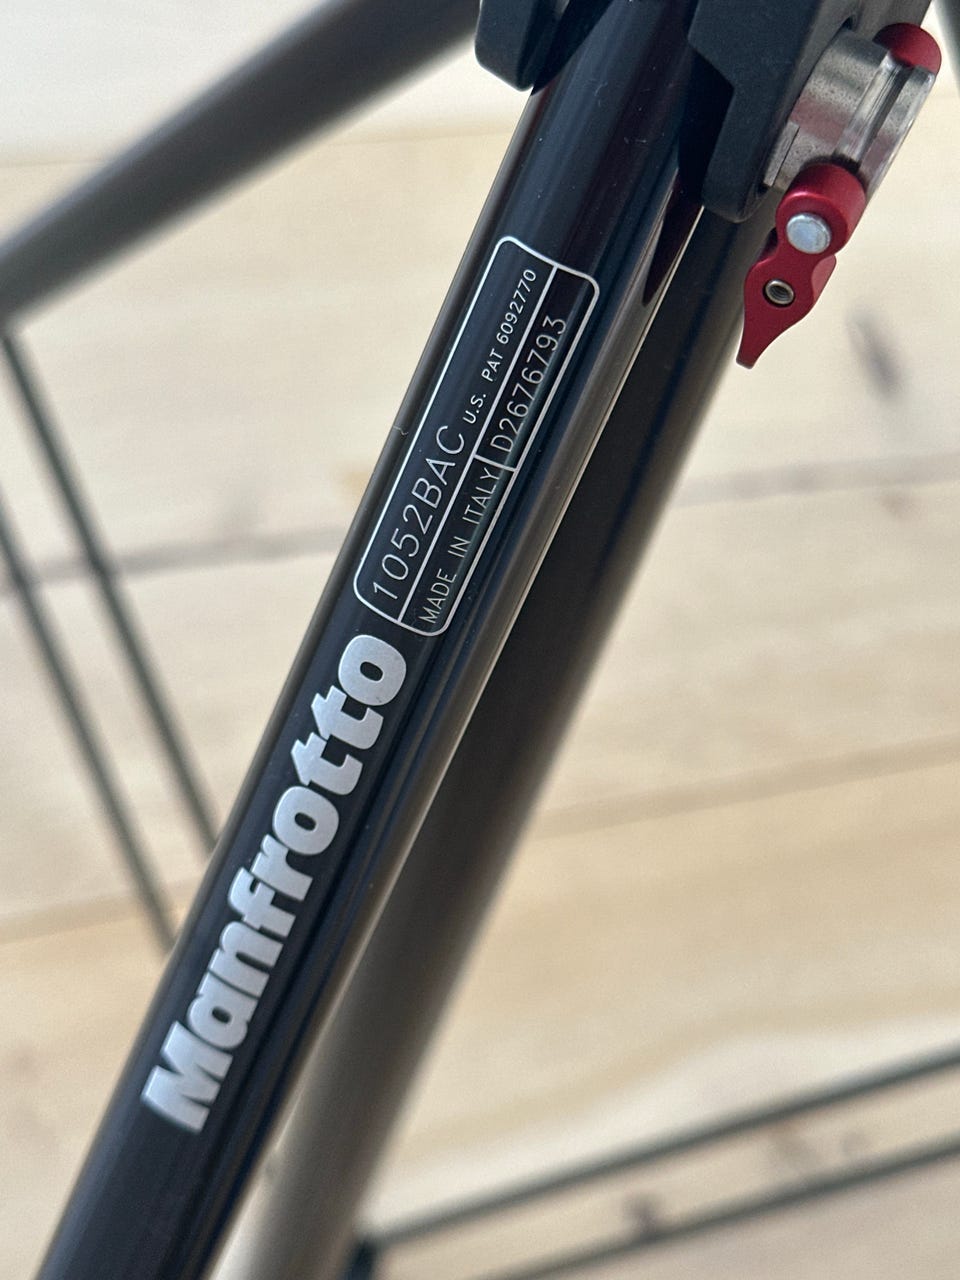 Manfrotto
1052BAC U.S. PAT 6092770
MADE IN ITALY D2676793